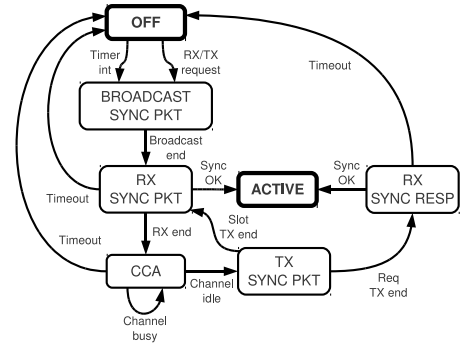 OFF
Timer
int
RX/TX
request
Timeout
BROADCAST
SYNC PKT
Broadcast
end
RX
SYNC PKT
Sync
OK
ACTIVE
Sync
OK
RX
SYNC RESP
Timeout
Slot
TX end
RX end
Timeout
CCA
Channel
idle
TX
SYNC PKT
Req
TX end
Channel
busy